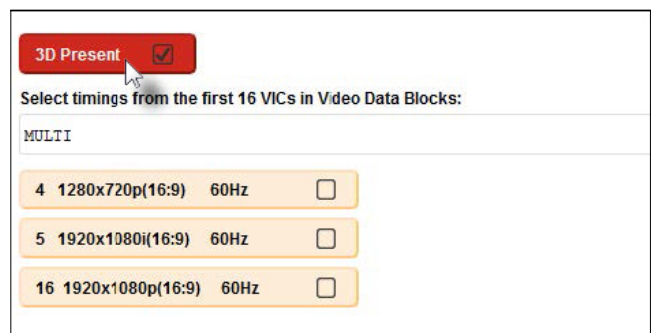 3D Present
Select timings from the first 16 VICs in Video Data Blocks:
MULTI
4 1280x720p(16:9) 60Hz
5 1920x1080i(16:9) 60Hz
16 1920x1080p(16:9) 60Hz